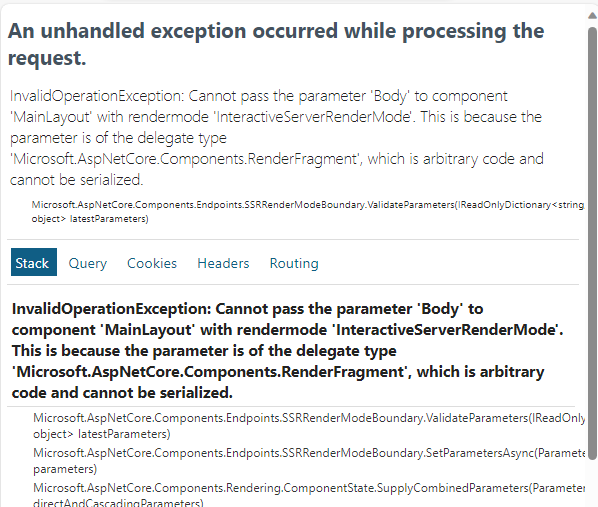 An unhandled exception occurred while processing the
request.
InvalidOperationException: Cannot pass the parameter 'Body' to component
'MainLayout' with rendermode 'InteractiveServerRenderMode'. This is because the
parameter is of the delegate type
'Microsoft.AspNetCore.Components.RenderFragment', which is arbitrary code and
cannot be serialized.
Microsoft.AspNetCore.Components.Endpoints.SSRRenderModeBoundary.ValidateParameters(IReadOnlyDictionary<string,
object> latestParameters)
Stack Query Cookies Headers Routing
InvalidOperationException: Cannot pass the parameter 'Body' to
component 'MainLayout' with rendermode 'InteractiveServerRenderMode'.
This is because the parameter is of the delegate type
'Microsoft.AspNetCore.Components.RenderFragment', which is arbitrary
code and cannot be serialized.
Microsoft.AspNetCore.Components.Endpoints.SSRRenderModeBoundary.ValidateParameters(IReadOnly
object> latestParameters)
Microsoft.AspNetCore.Components.Endpoints.SSRRenderModeBoundary.SetParametersAsync(Paramete
parameters)
Microsoft.AspNetCore.Components.Rendering.ComponentState.SupplyCombinedParameters(Parameter
directAndCascadingParameters)